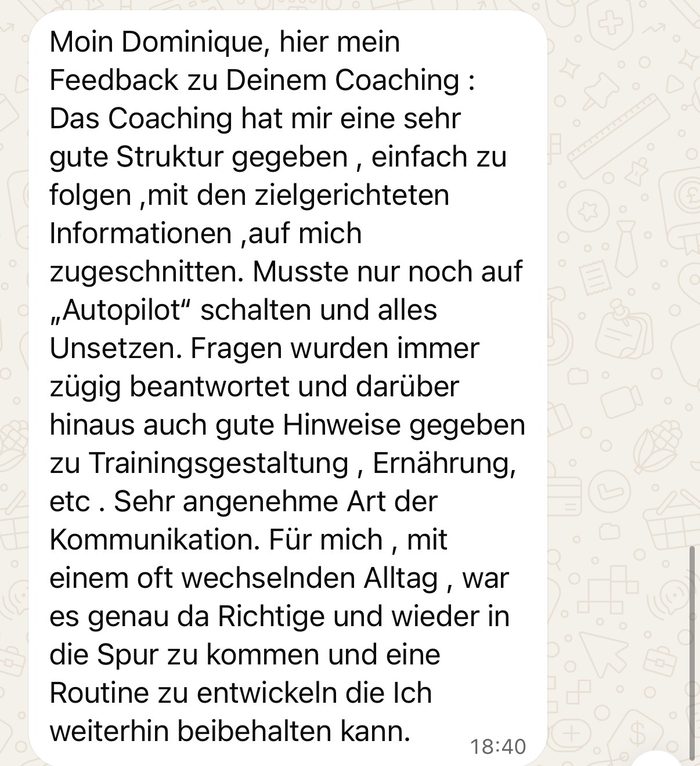 Moin Dominique, hier mein
Feedback zu Deinem Coaching :
Das Coaching hat mir eine sehr
gute Struktur gegeben , einfach zu
folgen ,mit den zielgerichteten
Informationen ,auf mich
zugeschnitten. Musste nur noch auf
„Autopilot“ schalten und alles
Unsetzen. Fragen wurden immer
zügig beantwortet und darüber
hinaus auch gute Hinweise gegeben
zu Trainingsgestaltung , Ernährung,
etc . Sehr angenehme Art der
Kommunikation. Für mich , mit
einem oft wechselnden Alltag , war
es genau da Richtige und wieder in
die Spur zu kommen und eine
Routine zu entwickeln die Ich
weiterhin beibehalten kann.
18:40